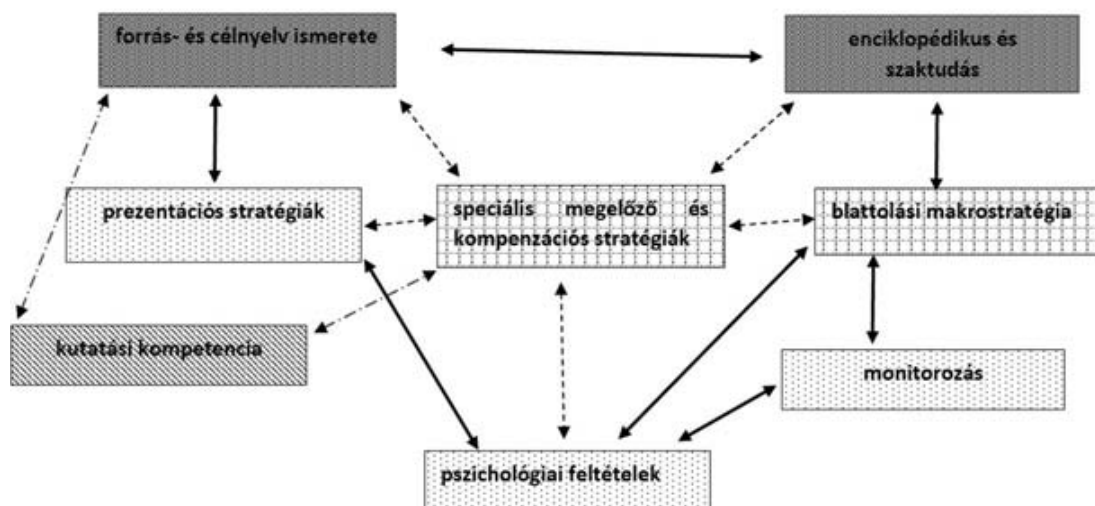 forrás- és célnyelv ismerete
enciklopédikus és
szaktudás
prezentációs stratégiák
speciális megelőző és
kompenzációs stratégiák
blattolási makrostratégia
kutatási kompetencia
monitorozás
pszichológiai feltételek